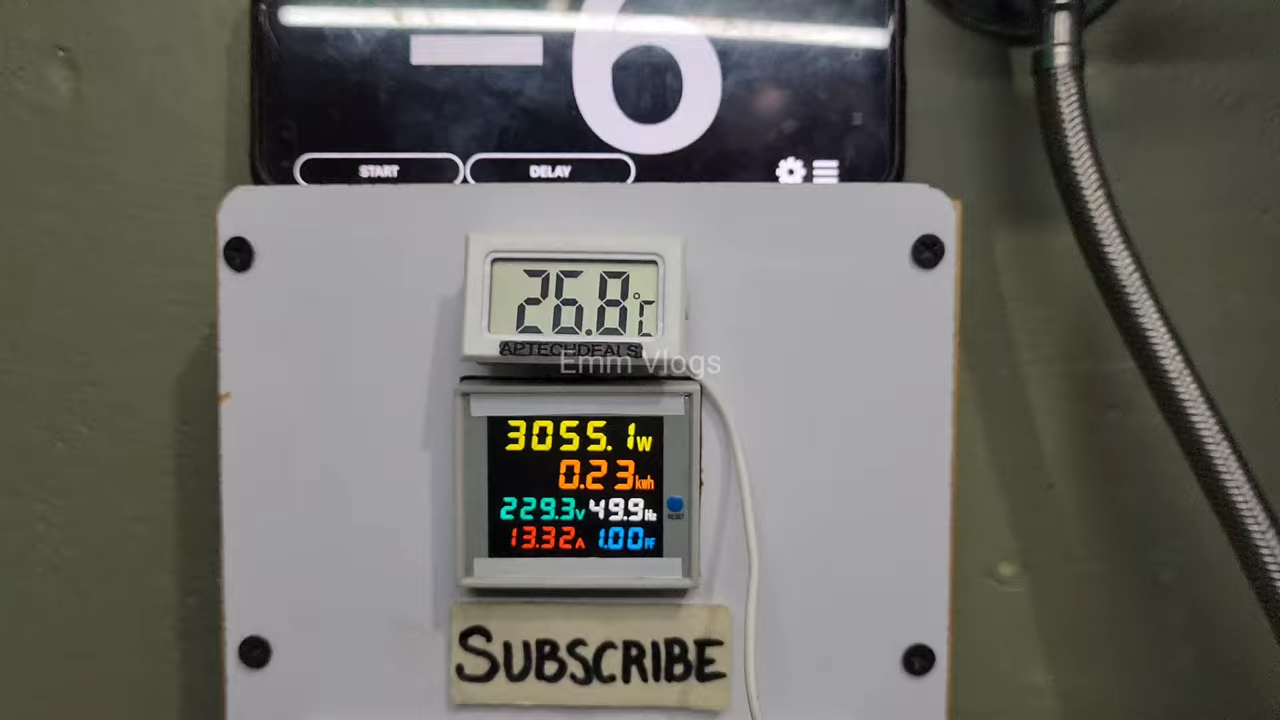 -6
START DELAY
26.8°C
APTECHDEALS
Emm Vlogs
3055.1W
0.23kwh
229.3V 49.9Hz
RESET
13.32A 1.00PF
SUBSCRIBE